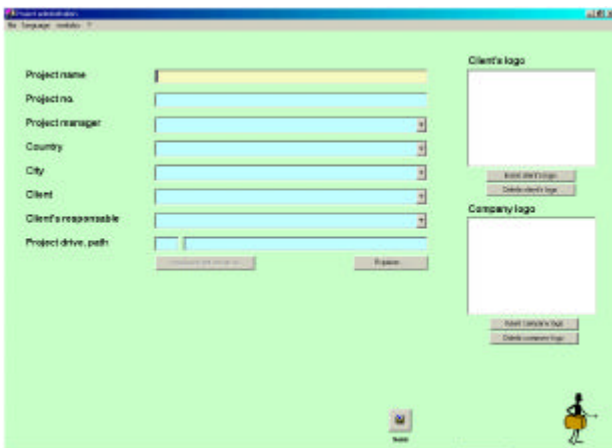 Project administration
file language modules ?
Client's logo
Project name
Project no.
Project manager
Country
City
Insert client's logo
Delete client's logo
Client
Client's responsable
Company logo
Project drive, path
Explorer
Insert company logo
Delete company logo